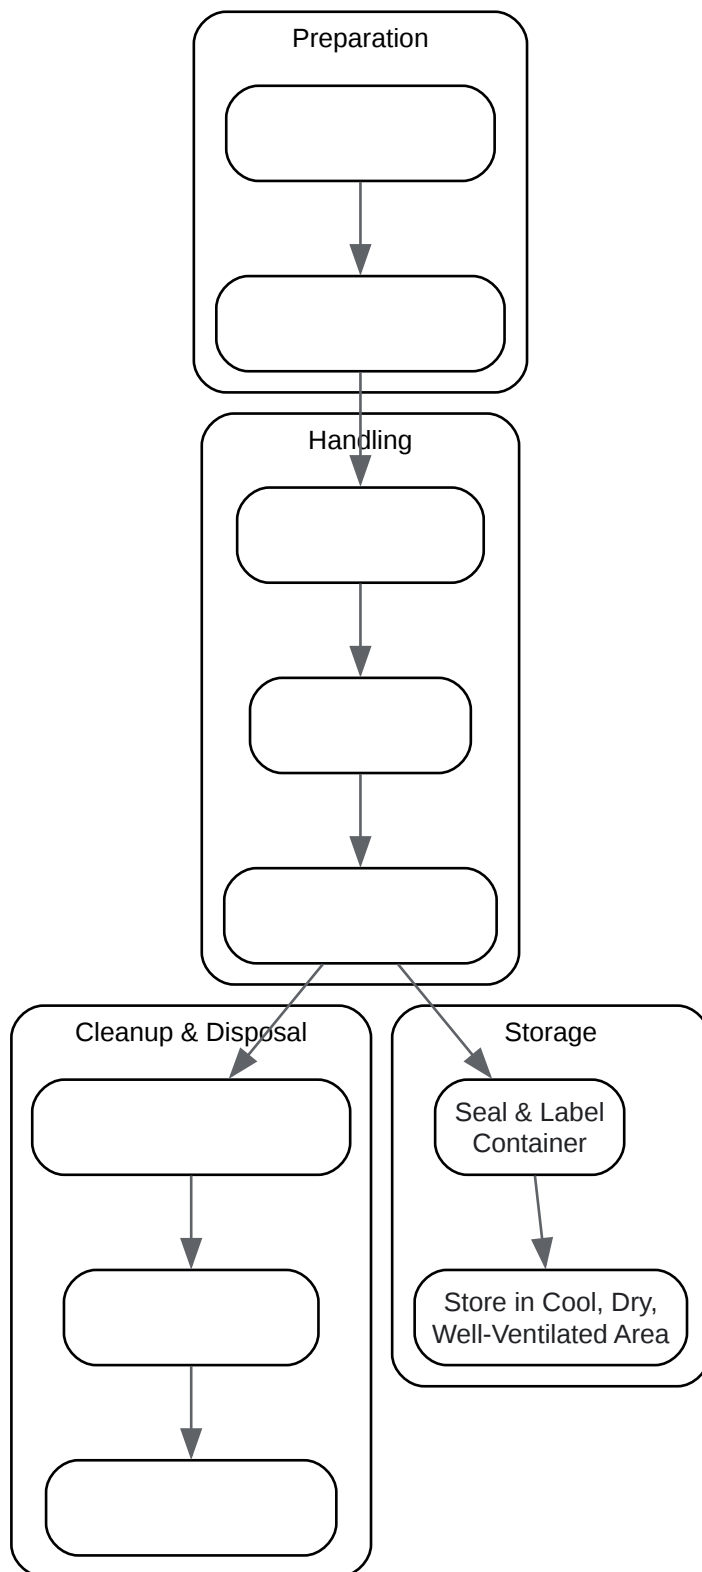 Preparation
Handling
Cleanup & Disposal
Storage
Seal & Label
Container
Store in Cool, Dry,
Well-Ventilated Area